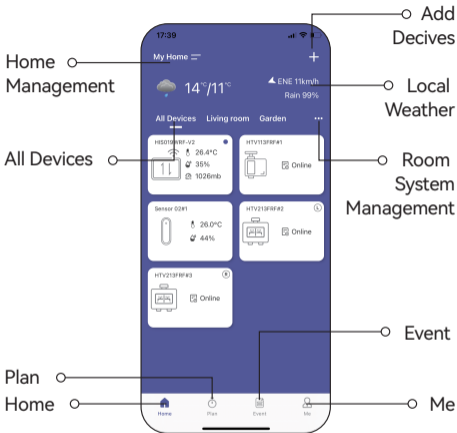 Add
Decives
17:39
My Home
Home
Management
14°C/11°C
ENE 11km/h
Rain 99%
Local
Weather
All Devices
Living room
Garden
All Devices
HIS019WRF-V2
26.4°C
35%
1026mb
HTV113FRF#1
Online
Room
System
Management
Sensor 02#1
26.0°C
44%
HTV213FRF#2
L
Online
HTV213FRF#3
R
Online
Event
Plan
Home
Home
Plan
Event
Me
Me